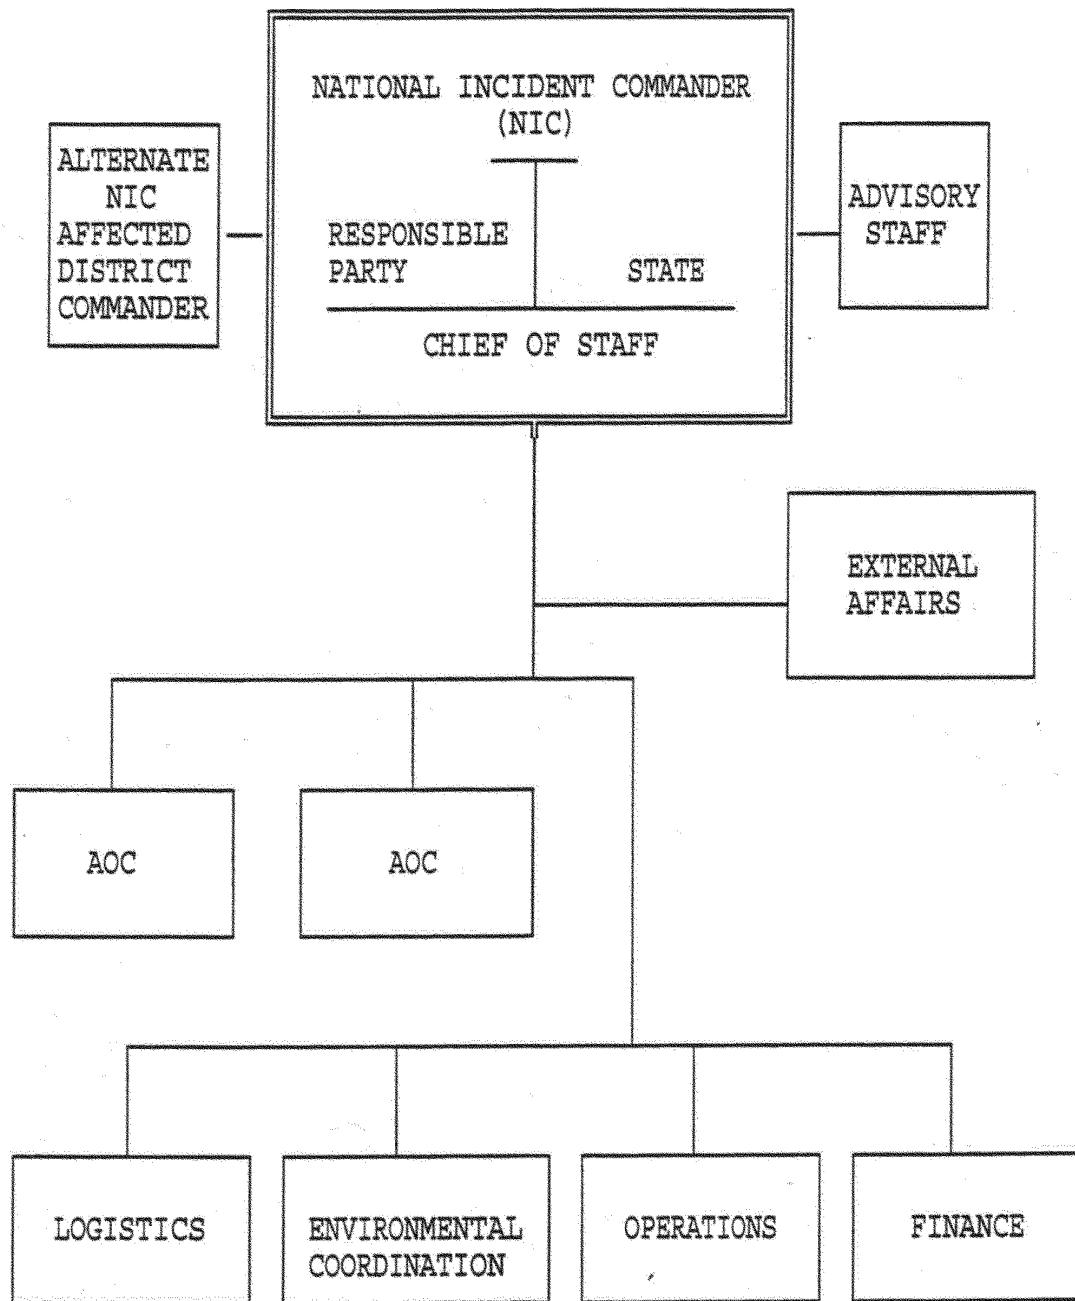 NATIONAL INCIDENT COMMANDER
(NIC)
ALTERNATE
NIC
AFFECTED
DISTRICT
COMMANDER
RESPONSIBLE
PARTY
STATE
CHIEF OF STAFF
ADVISORY
STAFF
EXTERNAL
AFFAIRS
AOC
AOC
LOGISTICS
ENVIRONMENTAL
COORDINATION
OPERATIONS
FINANCE